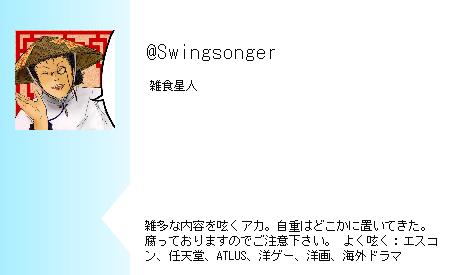 @Swingsonger
雑食星人
雑多な内容を呟くアカ。自重はどこかに置いてきた。
腐っておりますのでご注意下さい。 よく呟く：エスコ
ン、任天堂、ATLUS、洋ゲー、洋画、海外ドラマ